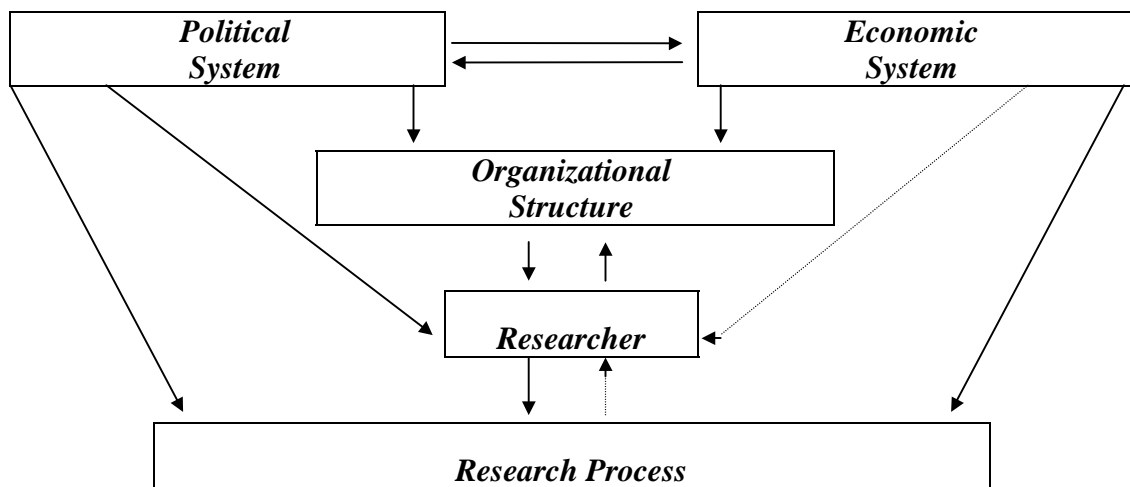 Political
System
Economic
System
Organizational
Structure
Researcher
Research Process